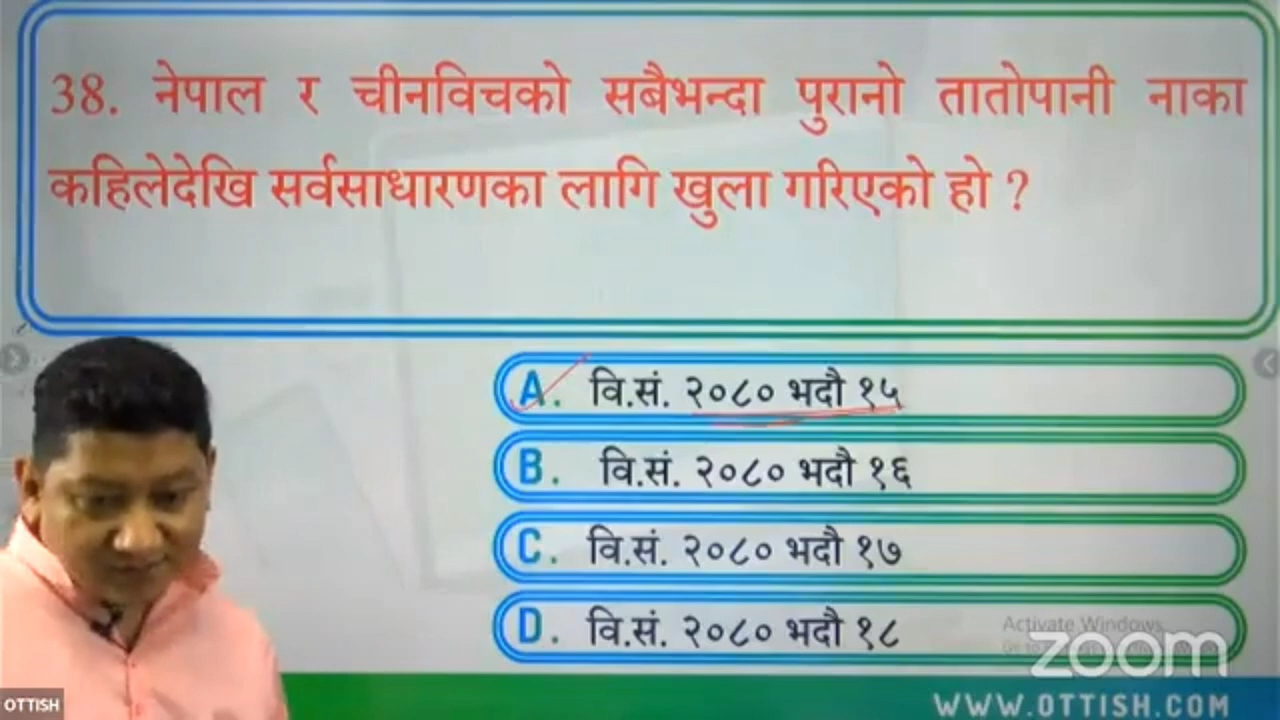 38. नेपाल र चीनविचको सबैभन्दा पुरानो तातोपानी नाका
कहिलेदेखि सर्वसाधारणका लागि खुला गरिएको हो ?
A. वि.सं. २०८० भदौ १५
B. वि.सं. २०८० भदौ १६
C. वि.सं. २०८० भदौ १७
D. वि.सं. २०८० भदौ १८
Activate Windows
zoom
OTTISH
WWW.OTTISH.COM